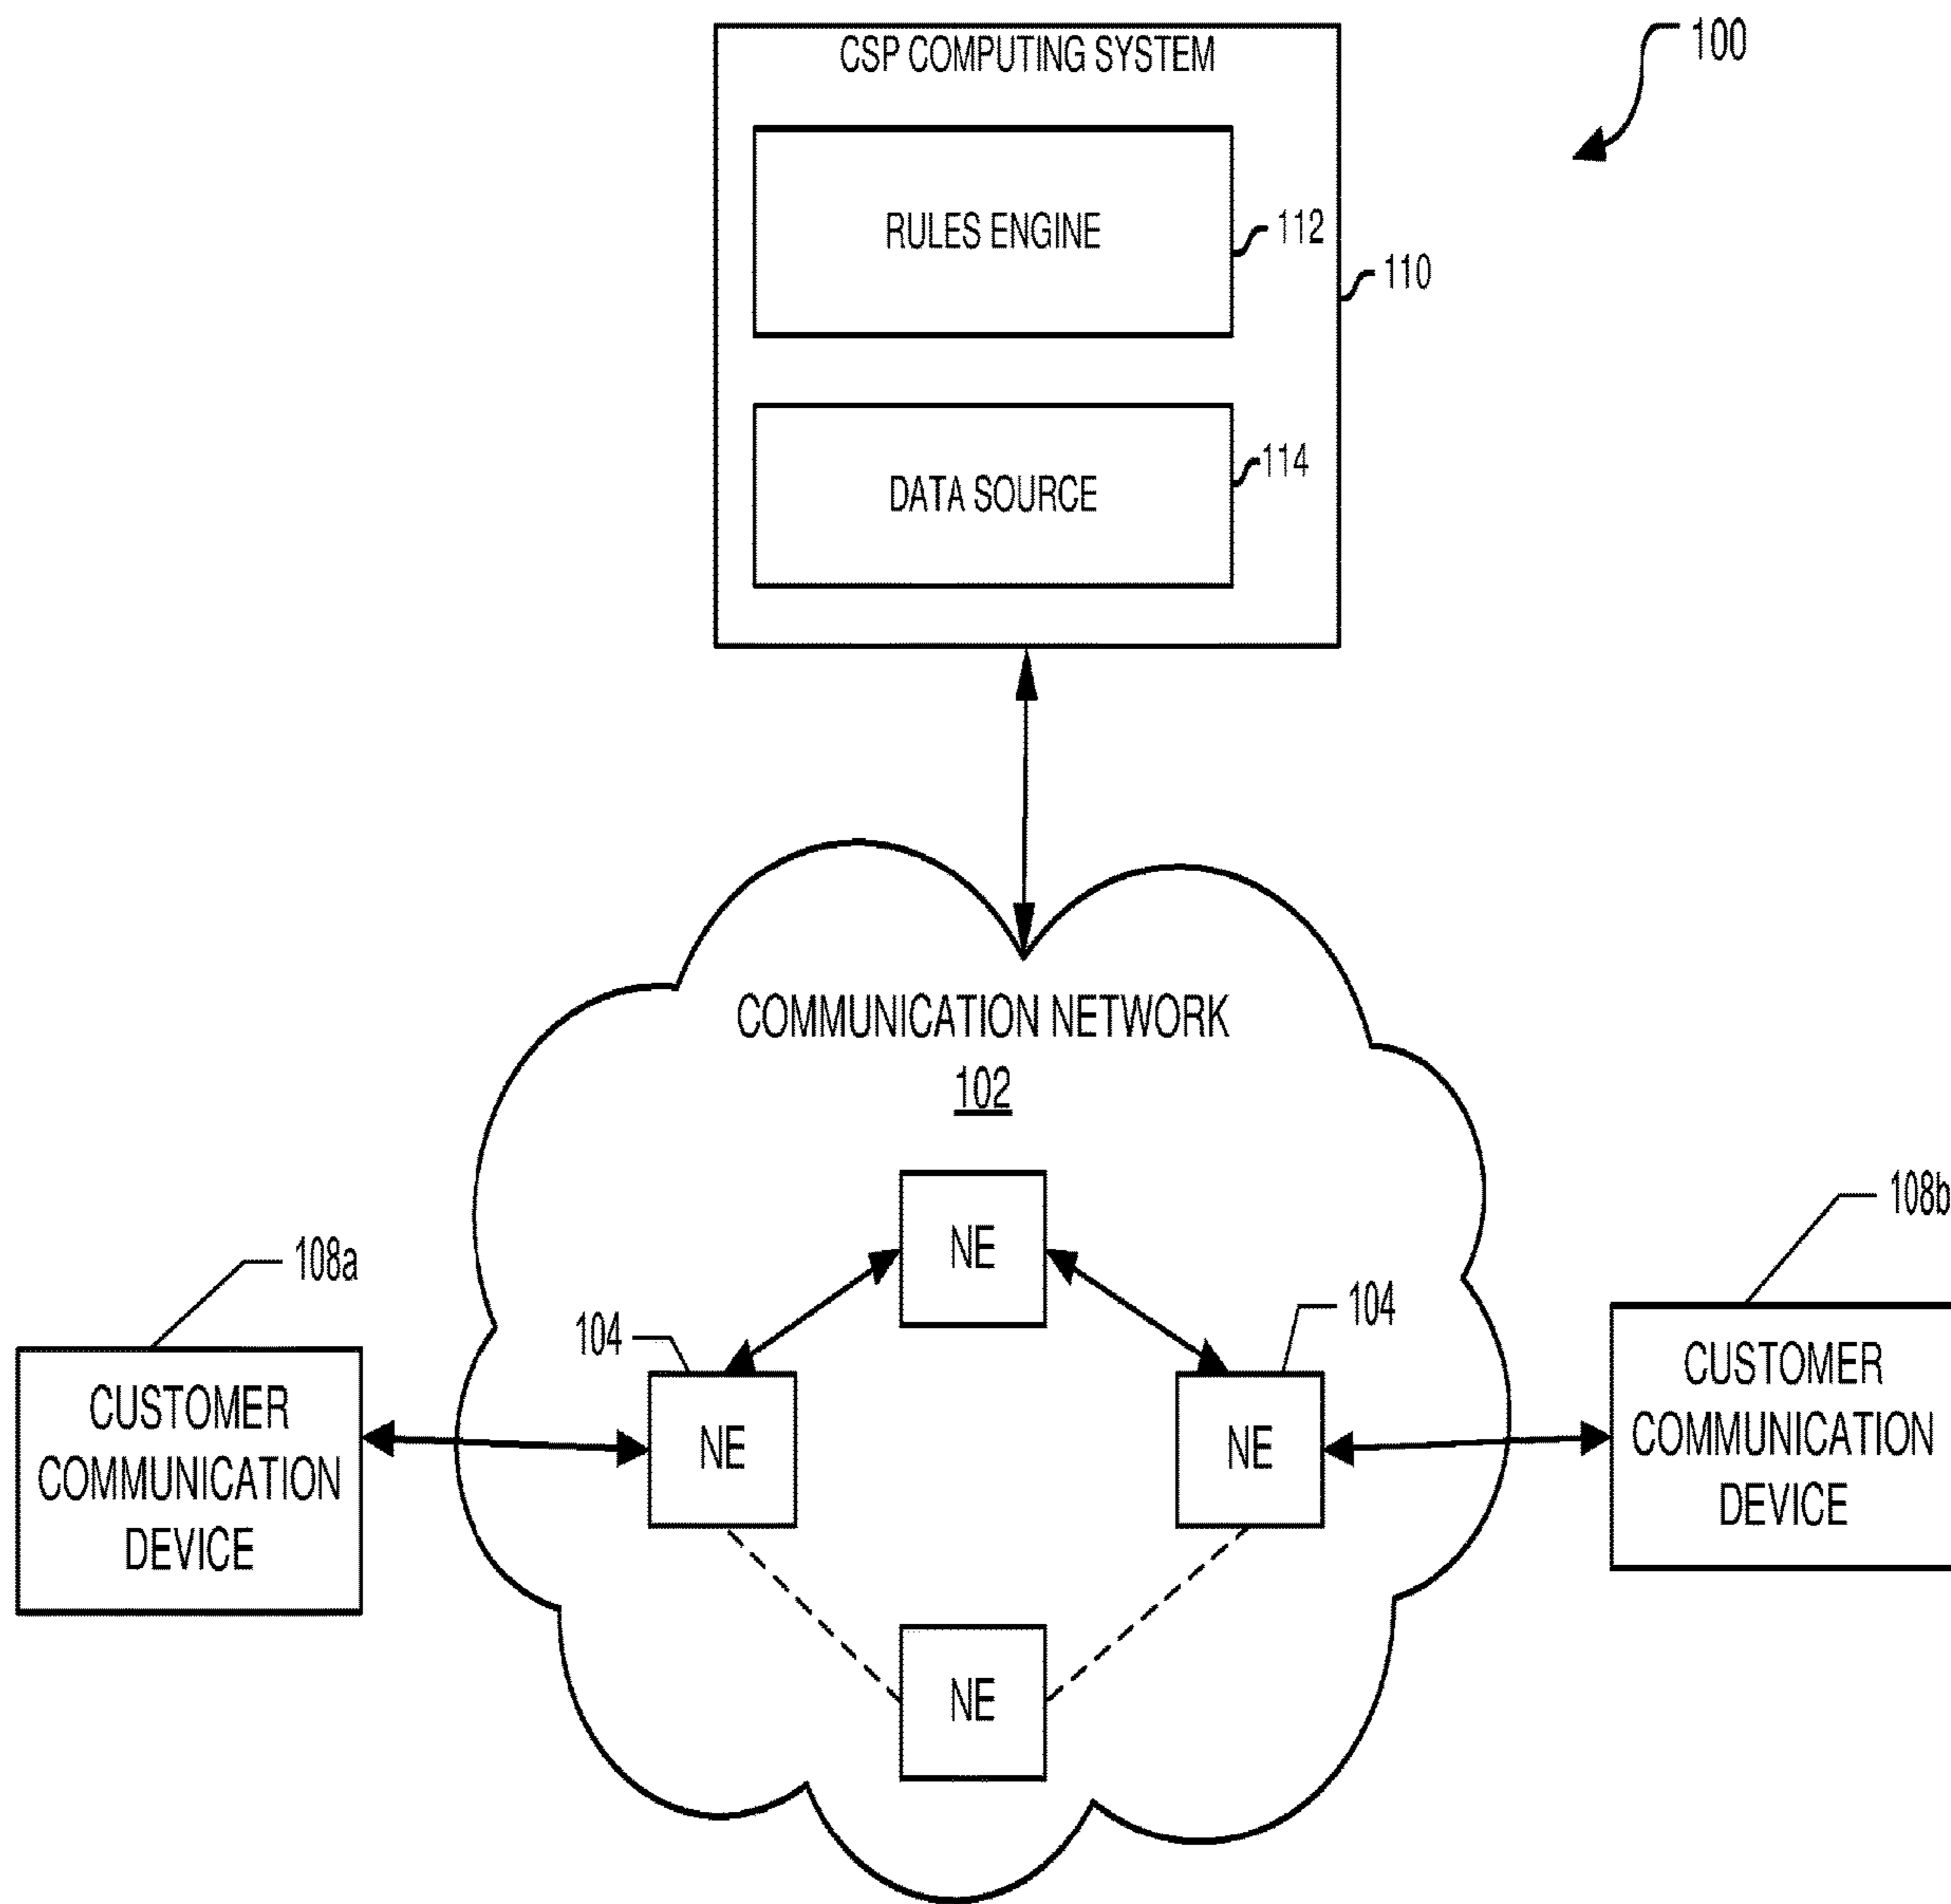 100
CSP COMPUTING SYSTEM
RULES ENGINE
112
110
DATA SOURCE
114
COMMUNICATION NETWORK
102
108a
108b
NE
104
104
CUSTOMER
COMMUNICATION
DEVICE
NE
NE
CUSTOMER
COMMUNICATION
DEVICE
NE